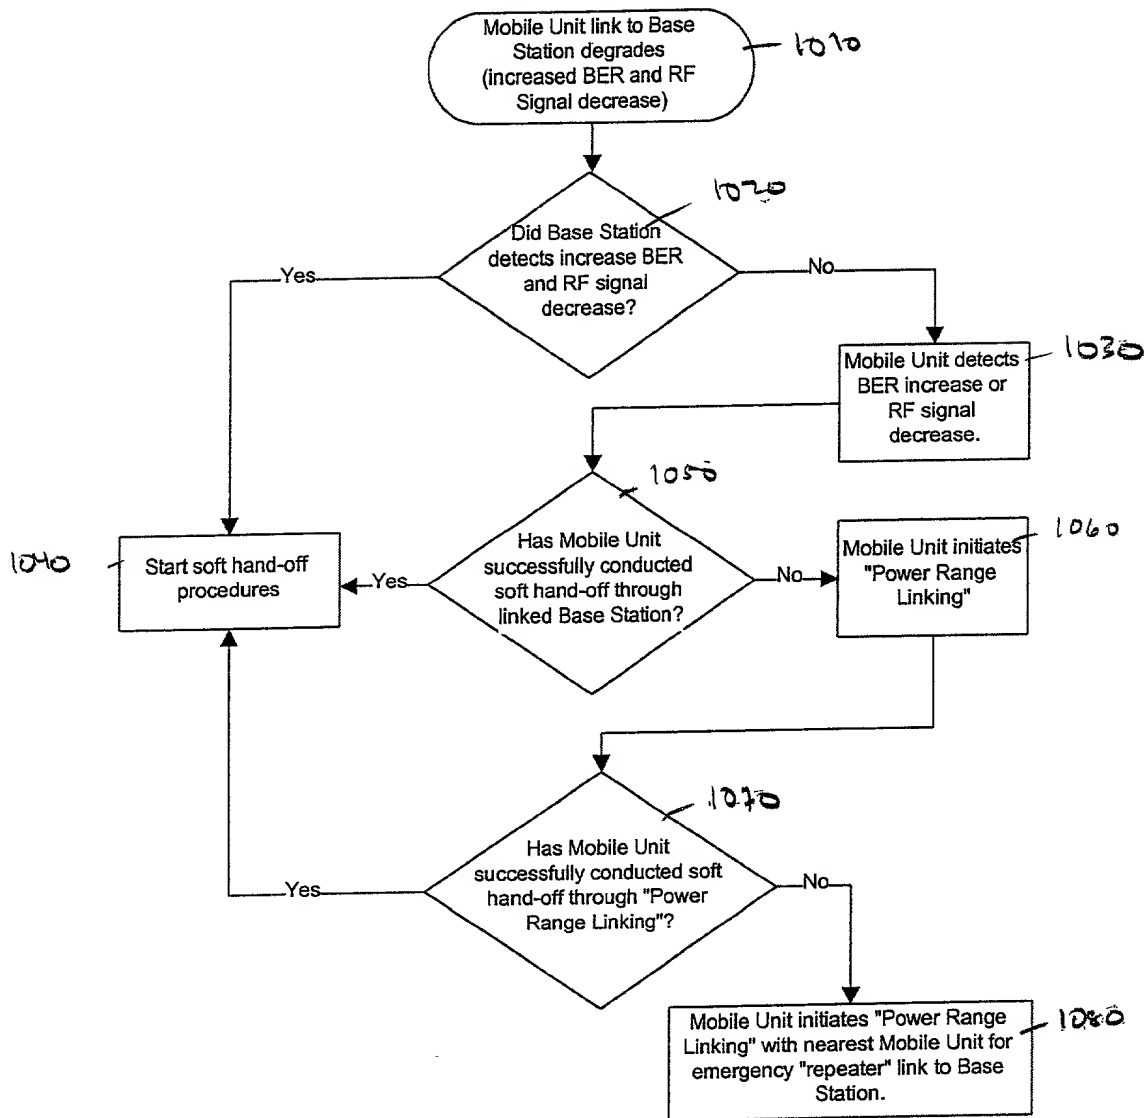 Mobile Unit link to Base
Station degrades
(increased BER and RF
Signal decrease)
1010
1020
Did Base Station
detects increase BER
and RF signal
decrease?
Yes
No
1030
Mobile Unit detects
BER increase or
RF signal
decrease.
1050
1040
Start soft hand-off
procedures
Yes
Has Mobile Unit
successfully conducted
soft hand-off through
linked Base Station?
No
1060
Mobile Unit initiates
"Power Range
Linking"
1070
Has Mobile Unit
successfully conducted soft
hand-off through "Power
Range Linking"?
Yes
No
Mobile Unit initiates "Power Range
Linking" with nearest Mobile Unit for
emergency "repeater" link to Base
Station.
1080